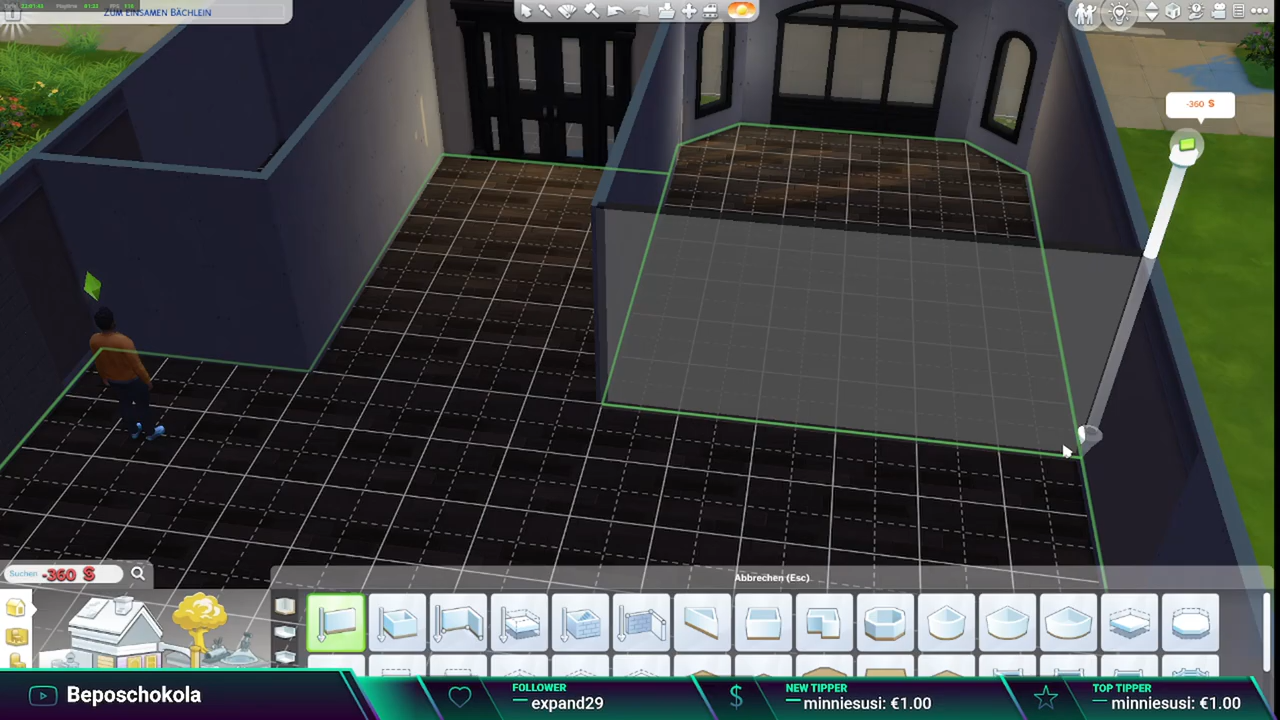 ZUM EINSAMEN BÄCHLEIN
-360 $
Suchen
-360 $
Abbrechen (Esc)
Beposchokola
FOLLOWER
expand29
NEW TIPPER
minniesusi: €1.00
TOP TIPPER
minniesusi: €1.00